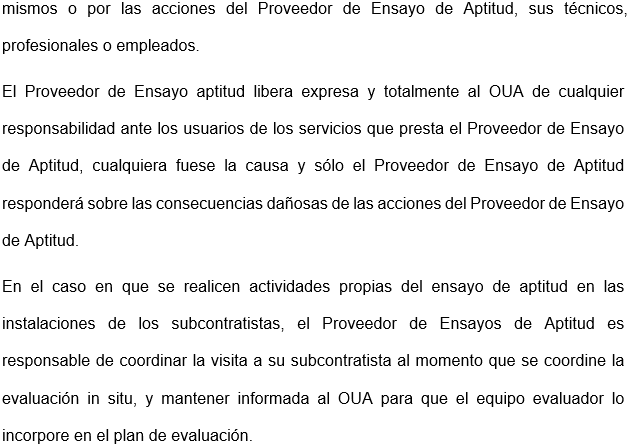 mismos o por las acciones del Proveedor de Ensayo de Aptitud, sus técnicos,
profesionales o empleados.
El Proveedor de Ensayo aptitud libera expresa y totalmente al OUA de cualquier
responsabilidad ante los usuarios de los servicios que presta el Proveedor de Ensayo
de Aptitud, cualquiera fuese la causa y sólo el Proveedor de Ensayo de Aptitud
responderá sobre las consecuencias dañosas de las acciones del Proveedor de Ensayo
de Aptitud.
En el caso en que se realicen actividades propias del ensayo de aptitud en las
instalaciones de los subcontratistas, el Proveedor de Ensayos de Aptitud es
responsable de coordinar la visita a su subcontratista al momento que se coordine la
evaluación in situ, y mantener informada al OUA para que el equipo evaluador lo
incorpore en el plan de evaluación.